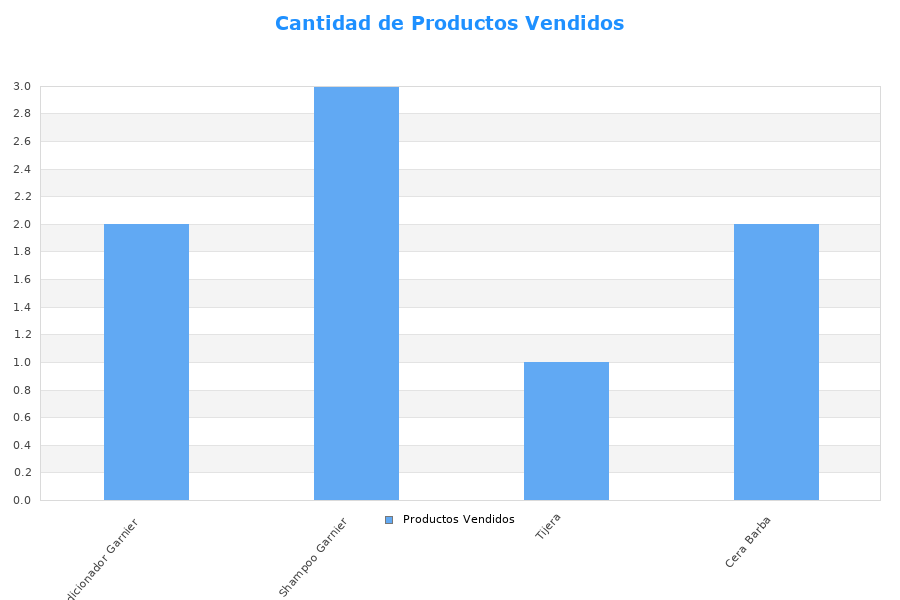 Cantidad de Productos Vendidos
3.0
2.8
2.6
2.4
2.2
2.0
1.8
1.6
1.4
1.2
1.0
0.8
0.6
0.4
0.2
0.0
Productos Vendidos
dicionador Garnier
Shampoo Garnier
Tijera
Cera Barba